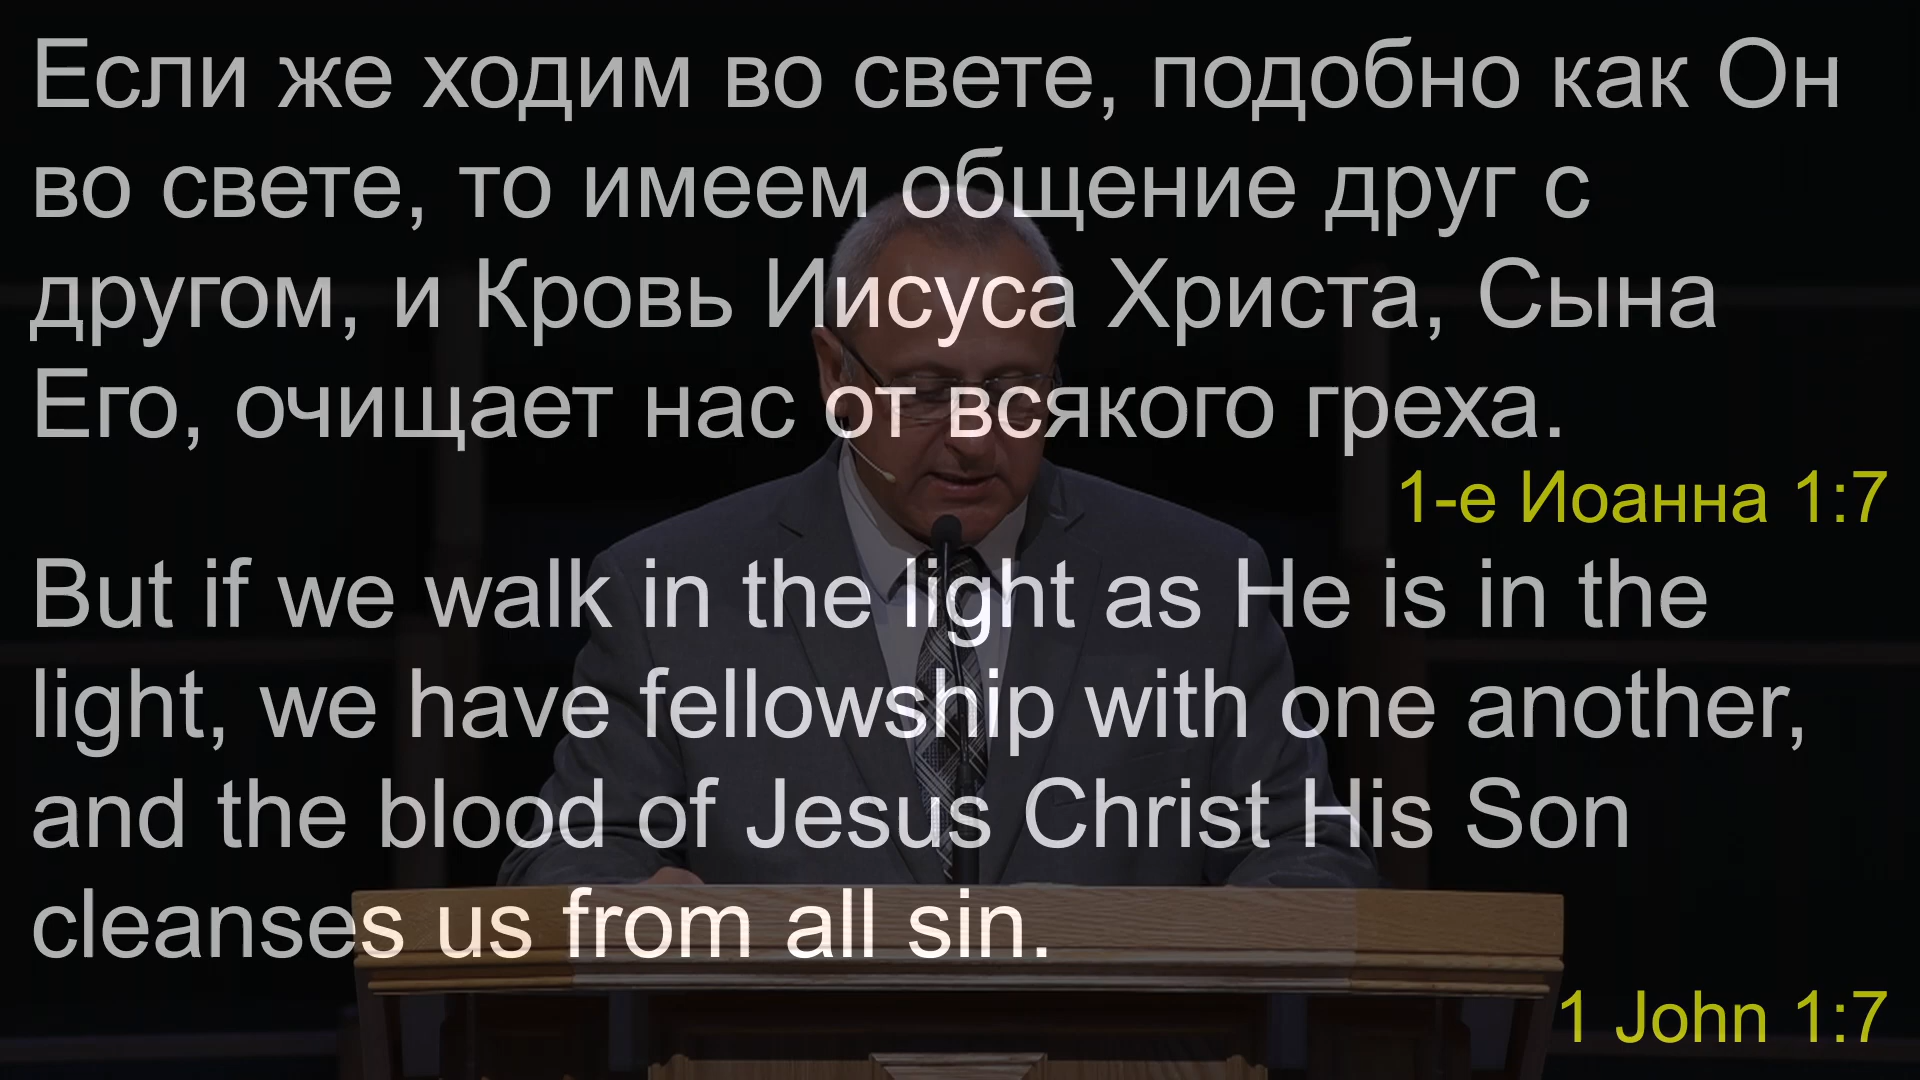 Если же ходим во свете, подобно как Он
во свете, то имеем общение друг с
другом, и Кровь Иисуса Христа, Сына
Его, очищает нас от всякого греха.
1-е Иоанна 1:7
But if we walk in the light as He is in the
light, we have fellowship with one another,
and the blood of Jesus Christ His Son
cleanses us from all sin.
1 John 1:7